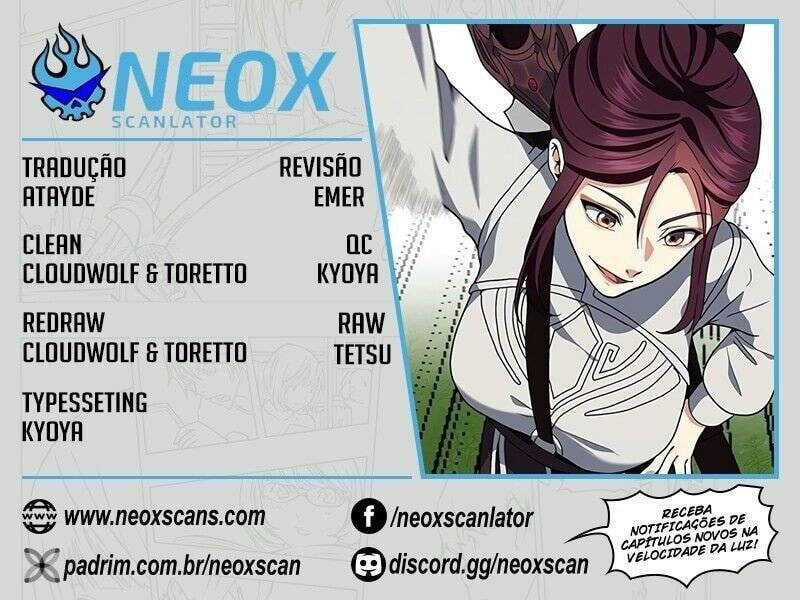 NEOX
SCANLATOR
TRADUÇÃO
ATAYDE
REVISÃO
EMER
CLEAN
CLOUDWOLF & TORETTO
QC
KYOYA
REDRAW
CLOUDWOLF & TORETTO
RAW
TETSU
TYPESSETING
KYOYA
www.neoxscans.com
/neoxscanlator
padrim.com.br/neoxscan
discord.gg/neoxscan
RECEBA
NOTIFICAÇÕES DE
CAPÍTULOS NOVOS NA
VELOCIDADE DA LUZ!